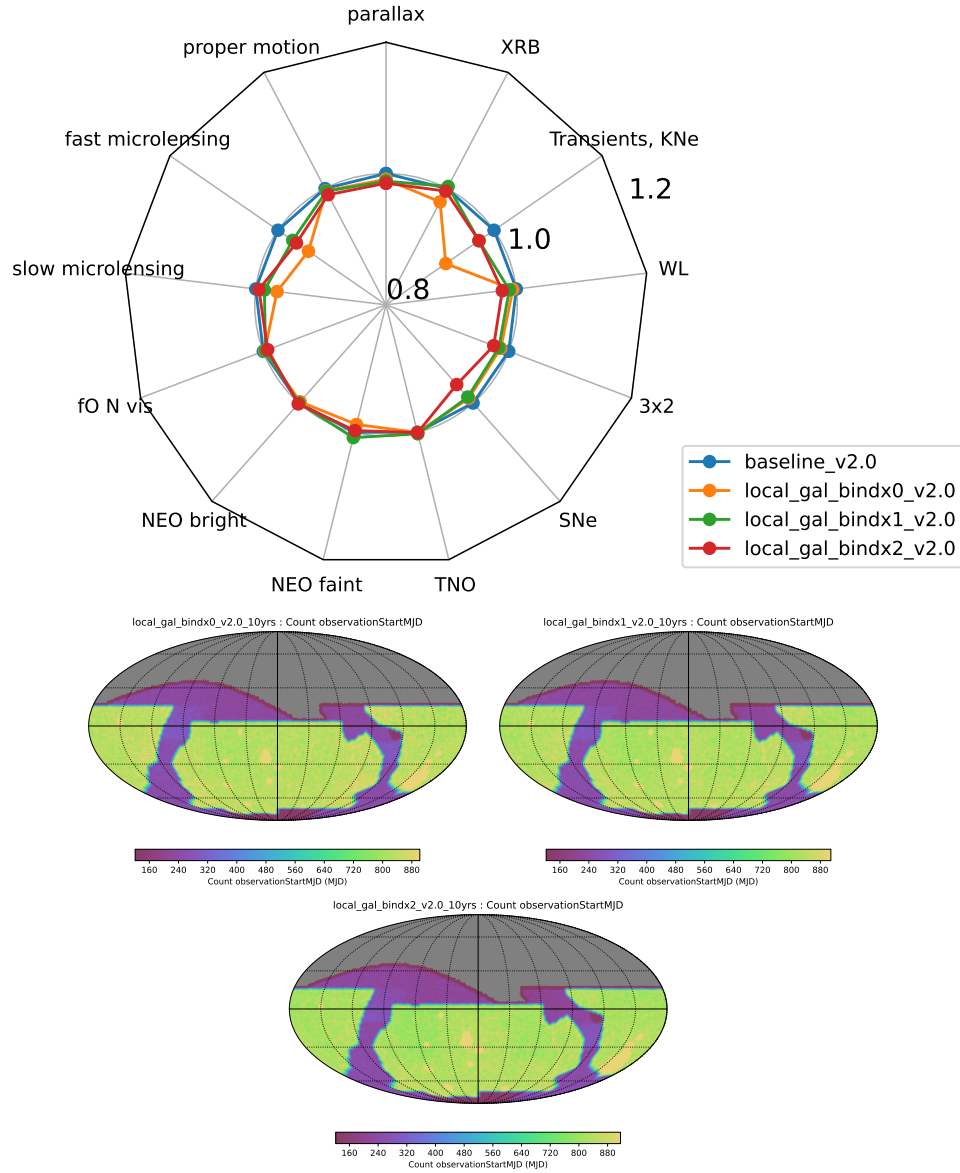 parallax
proper motion
XRB
fast microlensing
Transients, KNe
1.2
1.0
slow microlensing
WL
0.8
fO N vis
3x2
NEO bright
SNe
NEO faint
TNO
baseline_v2.0
local_gal_bindx0_v2.0
local_gal_bindx1_v2.0
local_gal_bindx2_v2.0
local_gal_bindx0_v2.0_10yrs : Count observationStartMJD
local_gal_bindx1_v2.0_10yrs : Count observationStartMJD
160 240 320 400 480 560 640 720 800 880
160 240 320 400 480 560 640 720 800 880
Count observationStartMJD (MJD)
Count observationStartMJD (MJD)
local_gal_bindx2_v2.0_10yrs : Count observationStartMJD
160 240 320 400 480 560 640 720 800 880
Count observationStartMJD (MJD)